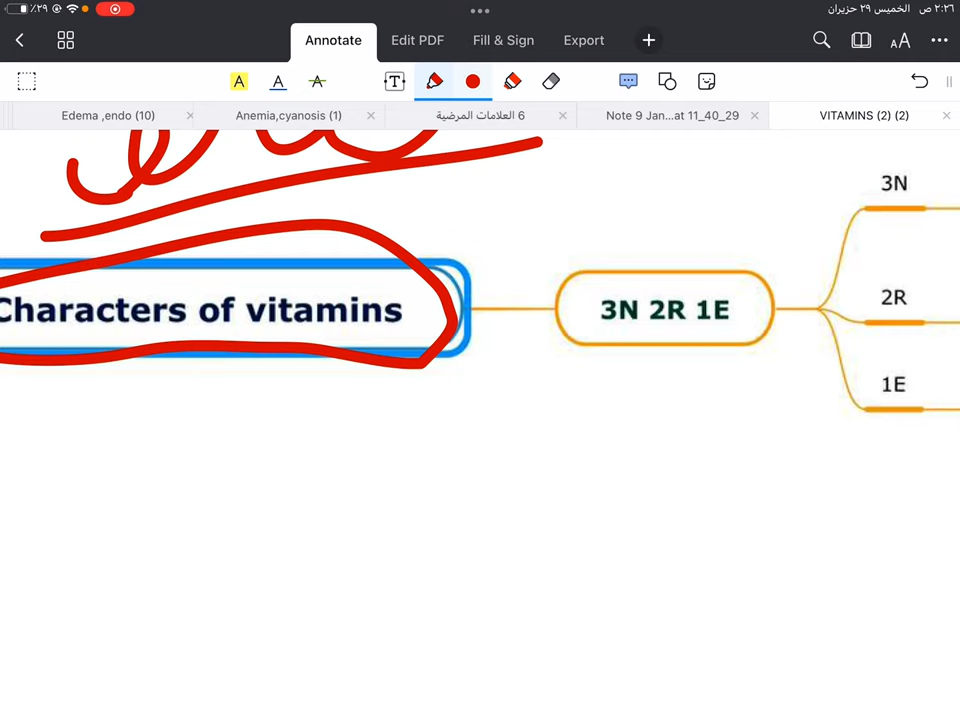 ٢:٢٦ ص الخميس ٢٩ حزيران
٪٢٩
Annotate Edit PDF Fill & Sign Export
Edema ,endo (10) Anemia,cyanosis (1) 6 العلامات المرضية Note 9 Jan...at 11_40_29 VITAMINS (2) (2)
3N
Characters of vitamins 3N 2R 1E 2R
1E